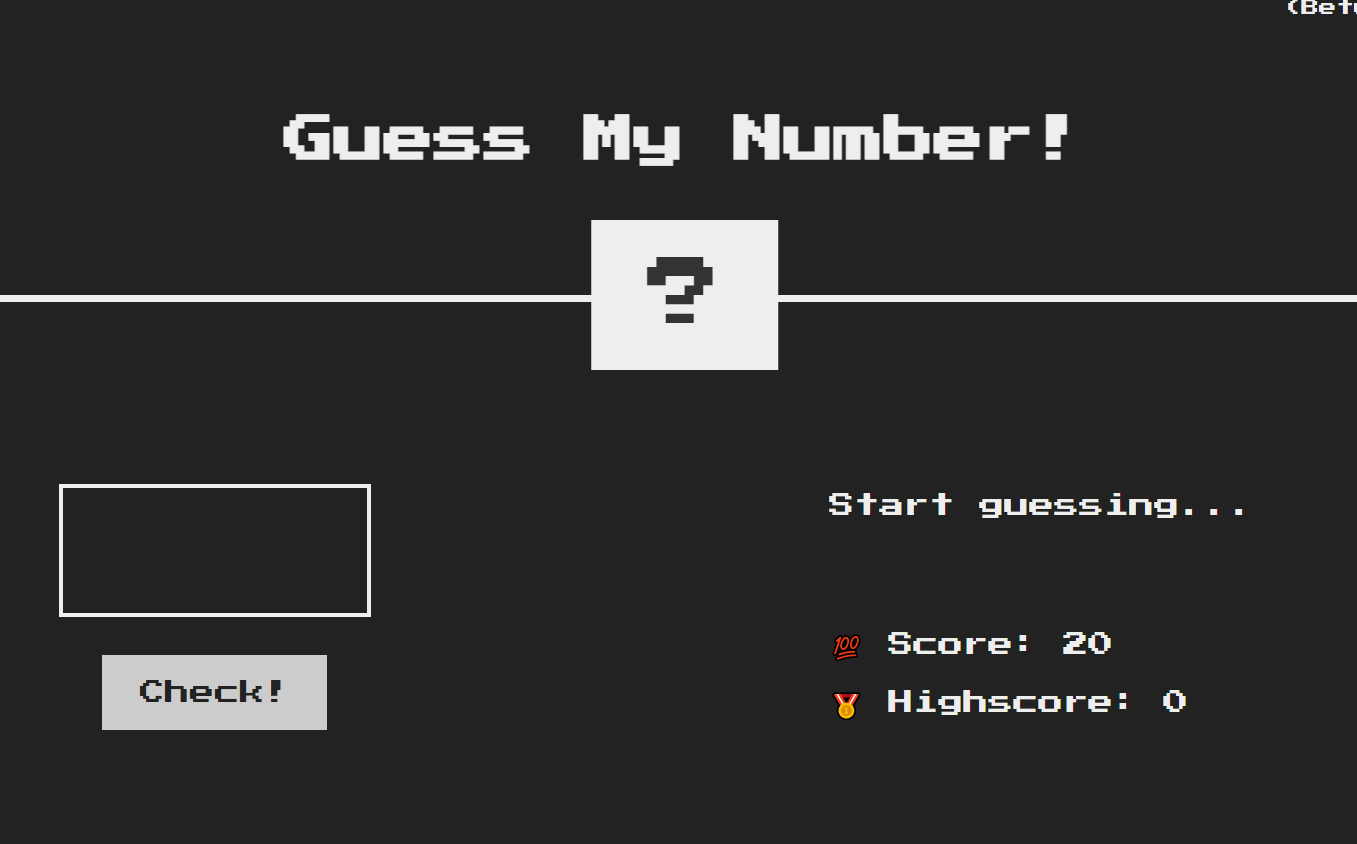 Guess My Number!
?
Start guessing...
Check!
💯 Score: 20
🥇 Highscore: 0